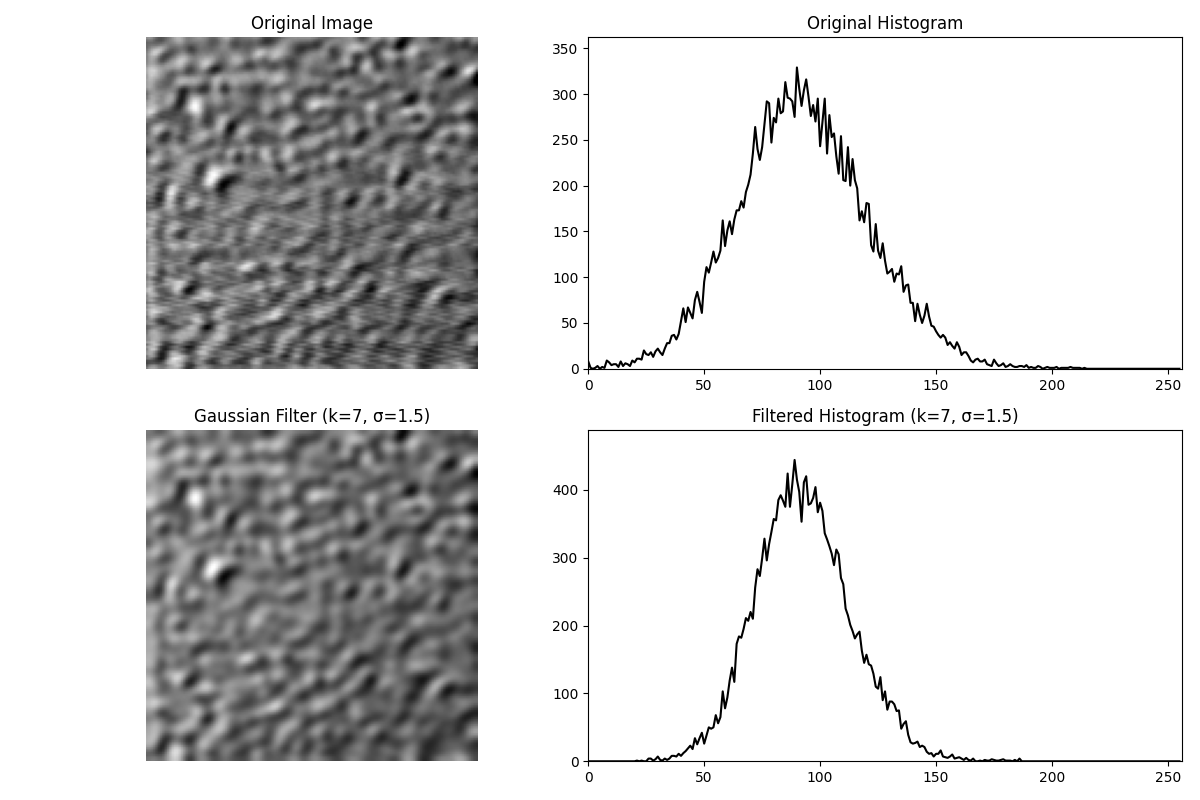 Original Image
Original Histogram
350
300
250
200
150
100
50
0
0 50 100 150 200 250
Gaussian Filter (k=7, σ=1.5)
Filtered Histogram (k=7, σ=1.5)
400
300
200
100
0
0 50 100 150 200 250